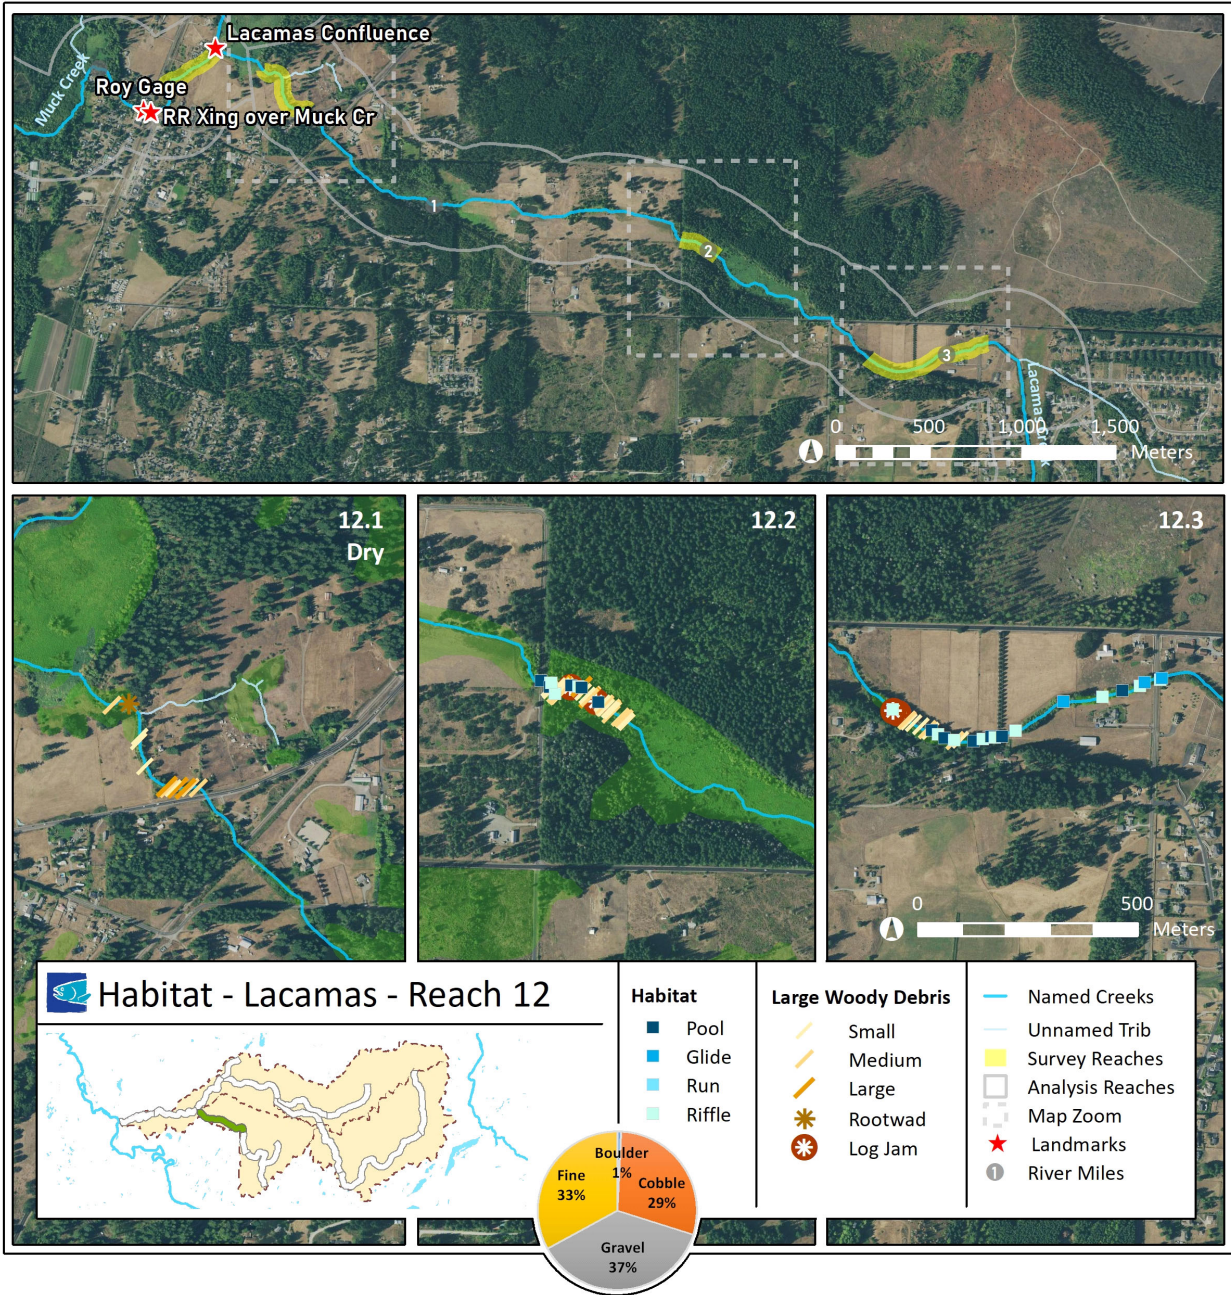 Lacamas Confluence
Muck Creek
Roy Gage
RR Xing over Muck Cr
1
2
3
Lacamas Creek
0 500 1,000 1,500
Meters
12.1
Dry
12.2
12.3
0 500
Meters
Habitat - Lacamas - Reach 12
Habitat
Pool
Glide
Run
Riffle
Large Woody Debris
Small
Medium
Large
Rootwad
Log Jam
Named Creeks
Unnamed Trib
Survey Reaches
Analysis Reaches
Map Zoom
Landmarks
1 River Miles
Boulder
1%
Cobble
29%
Gravel
37%
Fine
33%